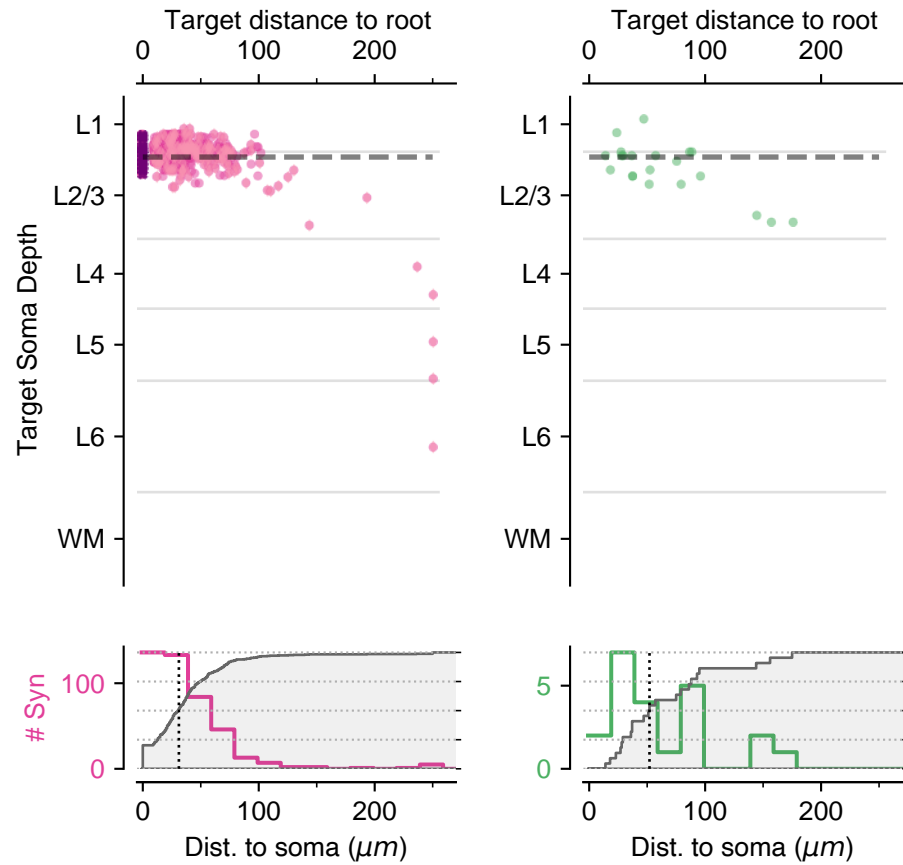 Target distance to root
Target distance to root
0 100 200
0 100 200
Target Soma Depth
L1
L2/3
L4
L5
L6
WM
L1
L2/3
L4
L5
L6
WM
# Syn
100
0
5
0
0 100 200
0 100 200
Dist. to soma (μm)
Dist. to soma (μm)